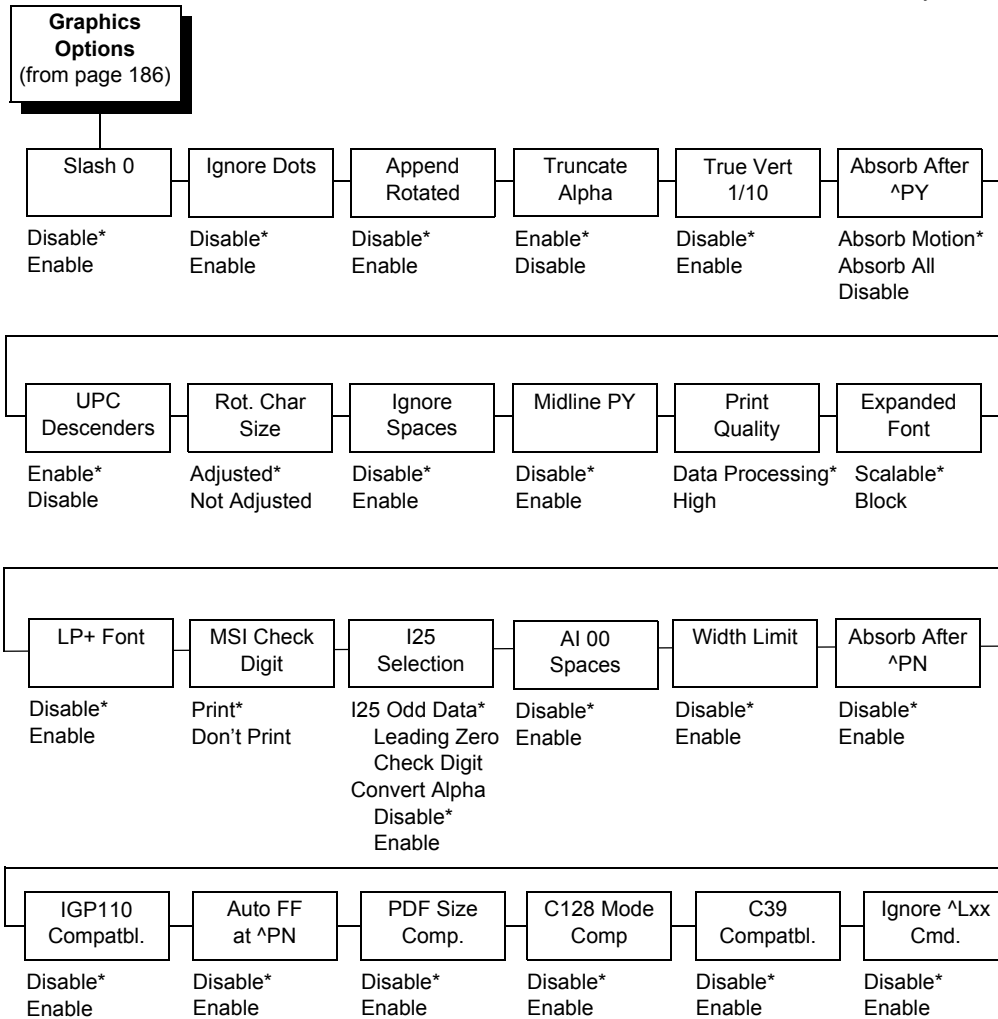 Graphics
Options
(from page 186)
Slash 0
Disable*
Enable
Ignore Dots
Disable*
Enable
Append
Rotated
Disable*
Enable
Truncate
Alpha
Enable*
Disable
True Vert
1/10
Disable*
Enable
Absorb After
^PY
Absorb Motion*
Absorb All
Disable
UPC
Descenders
Enable*
Disable
Rot. Char
Size
Adjusted*
Not Adjusted
Ignore
Spaces
Disable*
Enable
Midline PY
Disable*
Enable
Print
Quality
Data Processing*
High
Expanded
Font
Scalable*
Block
LP+ Font
Disable*
Enable
MSI Check
Digit
Print*
Don't Print
I25
Selection
I25 Odd Data*
Leading Zero
Check Digit
Convert Alpha
Disable*
Enable
AI 00
Spaces
Disable*
Enable
Width Limit
Disable*
Enable
Absorb After
^PN
Disable*
Enable
IGP110
Compatbl.
Disable*
Enable
Auto FF
at ^PN
Disable*
Enable
PDF Size
Comp.
Disable*
Enable
C128 Mode
Comp
Disable*
Enable
C39
Compatbl.
Disable*
Enable
Ignore ^Lxx
Cmd.
Disable*
Enable